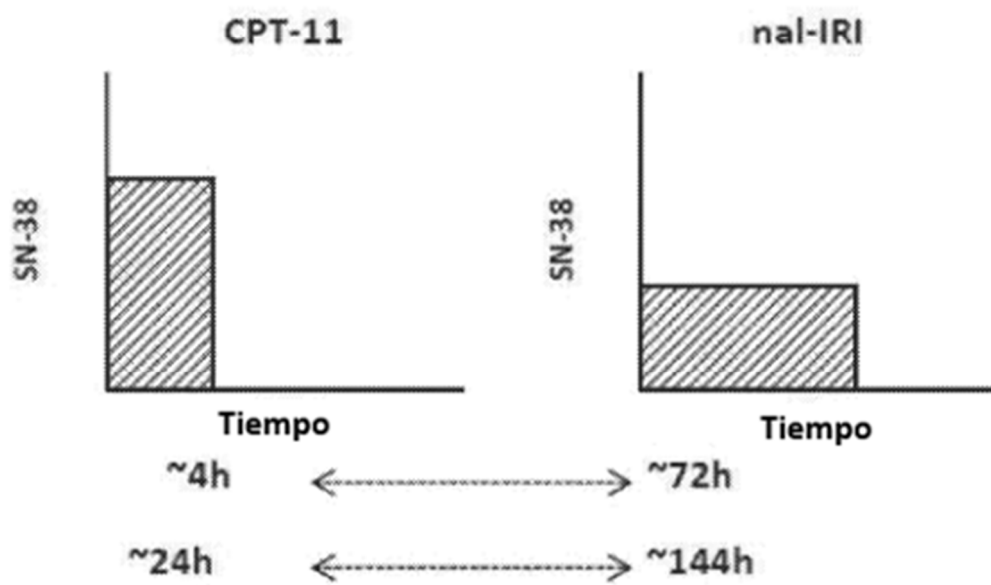 CPT-11
nal-IRI
SN-38
SN-38
Tiempo
Tiempo
~4h
~72h
~24h
~144h